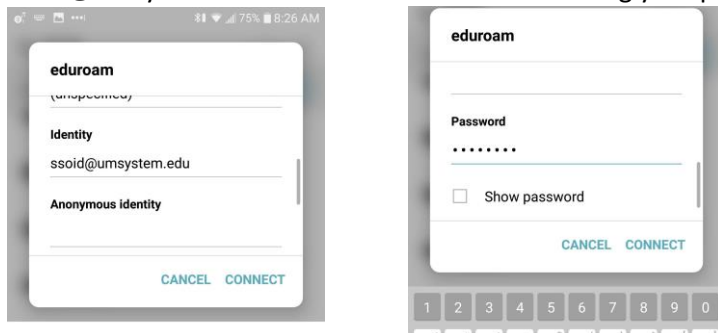 75% 8:26 AM
eduroam
(unspecified)
Identity
ssoid@umsystem.edu
Anonymous identity
CANCEL CONNECT
eduroam
Password
••••••••
Show password
CANCEL CONNECT
1 2 3 4 5 6 7 8 9 0